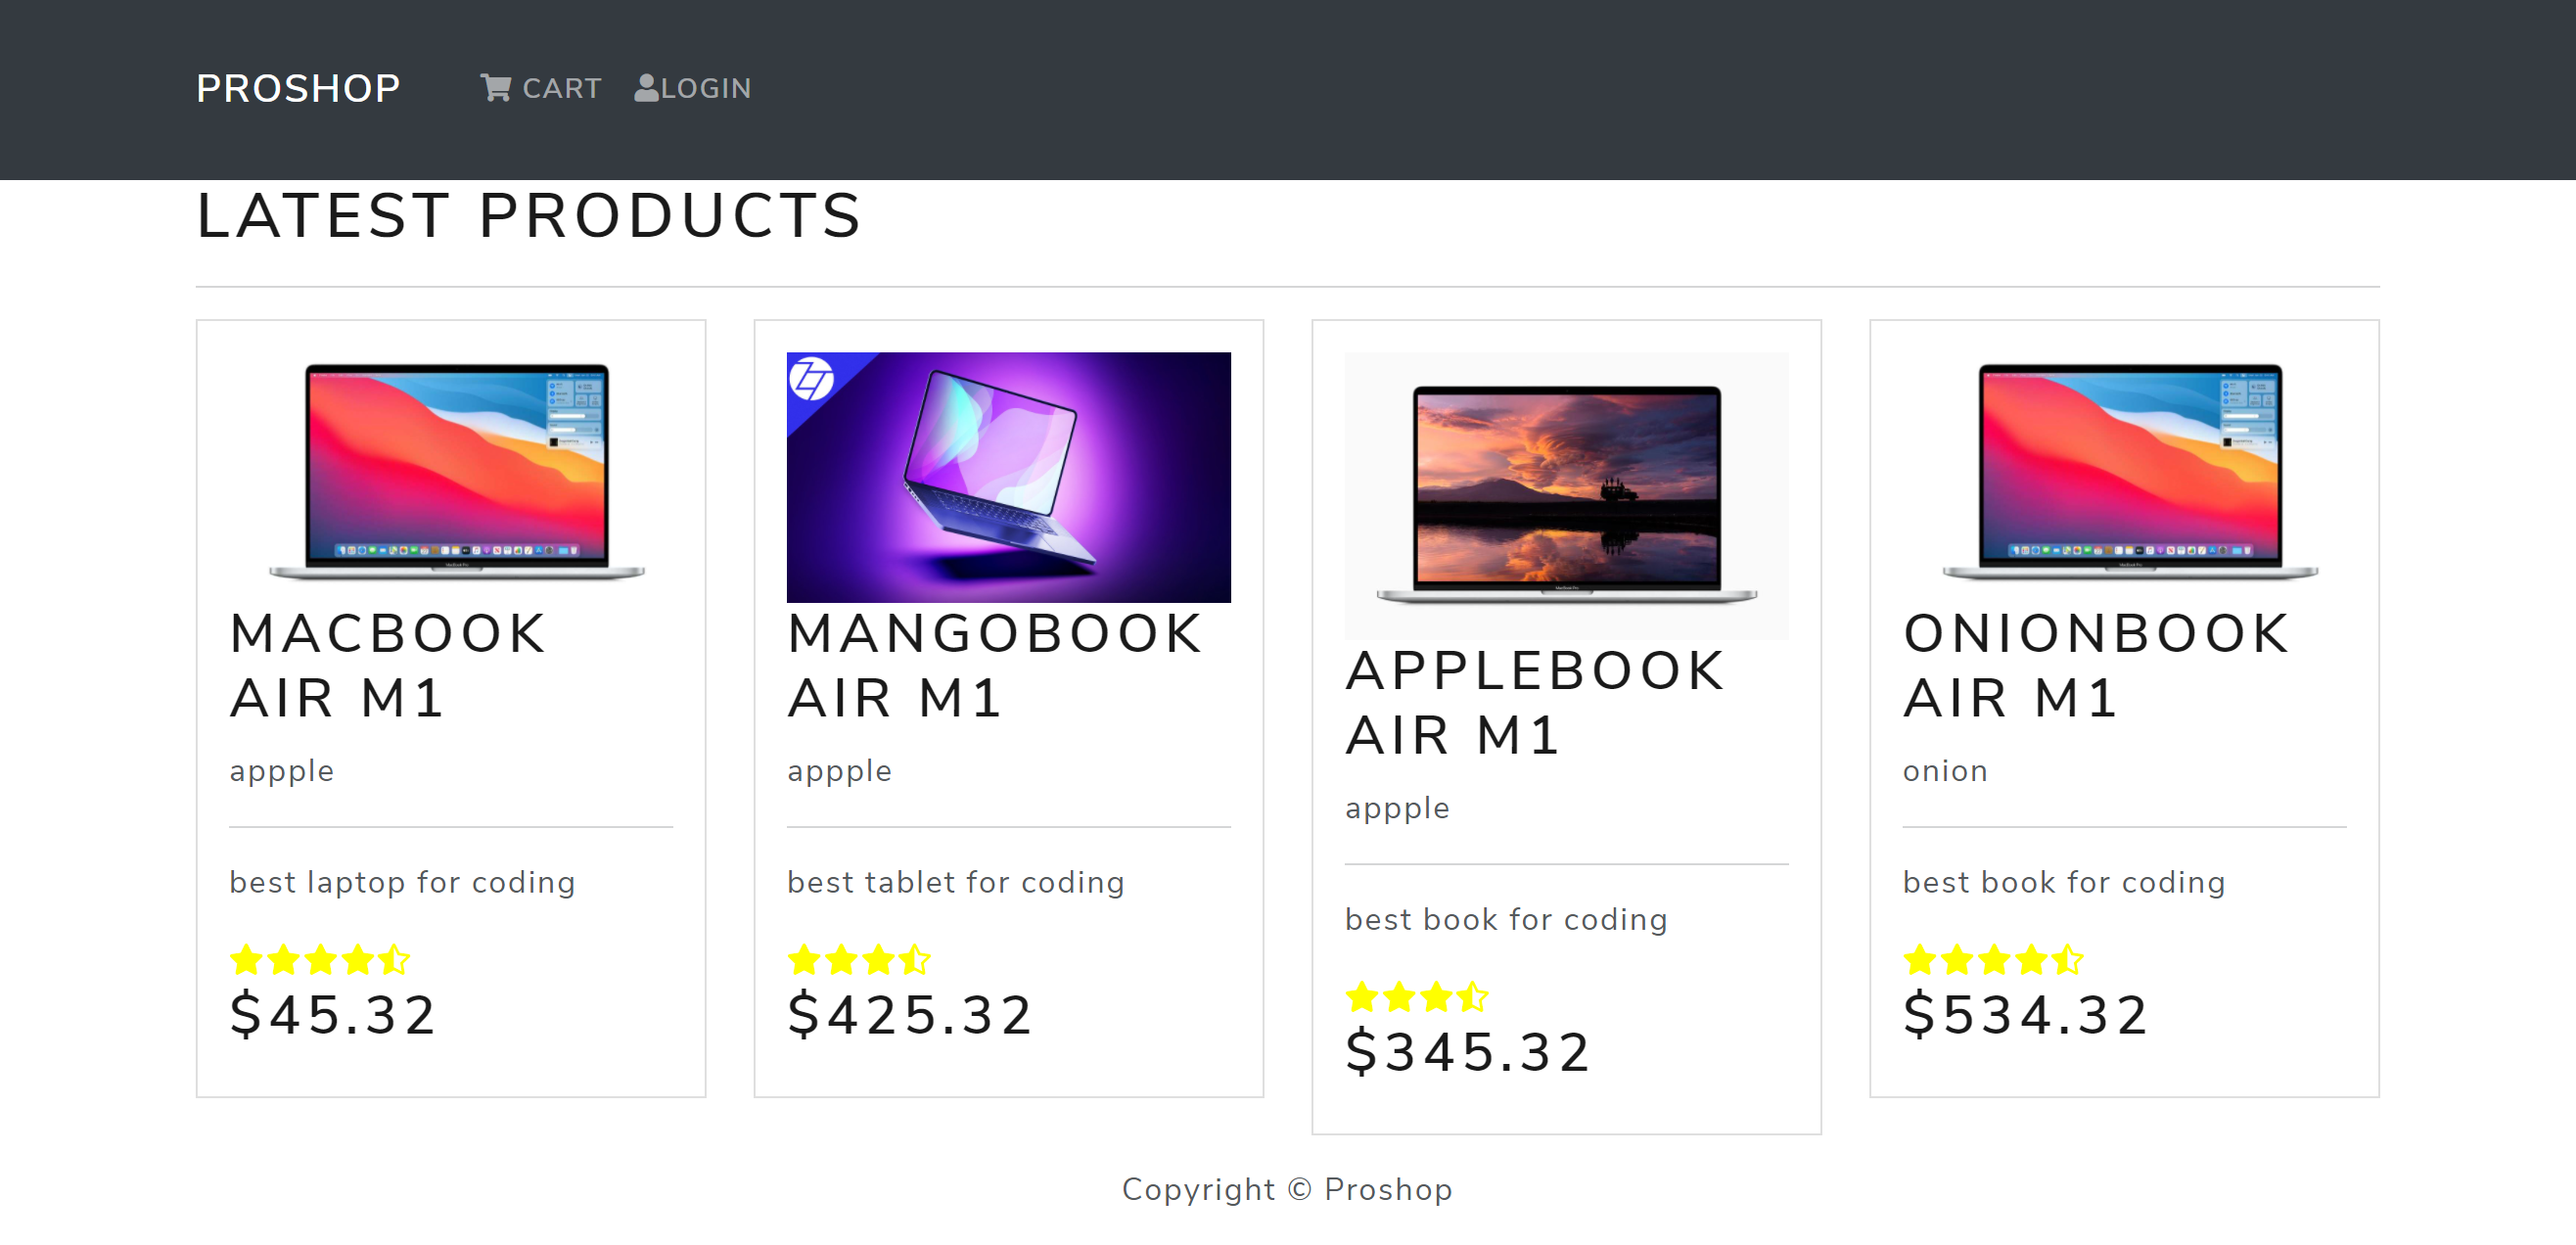 PROSHOP CART LOGIN
LATEST PRODUCTS
MACBOOK
AIR M1
appple
best laptop for coding
$45.32
MANGOBOOK
AIR M1
appple
best tablet for coding
$425.32
APPLEBOOK
AIR M1
appple
best book for coding
$345.32
ONIONBOOK
AIR M1
onion
best book for coding
$534.32
Copyright © Proshop